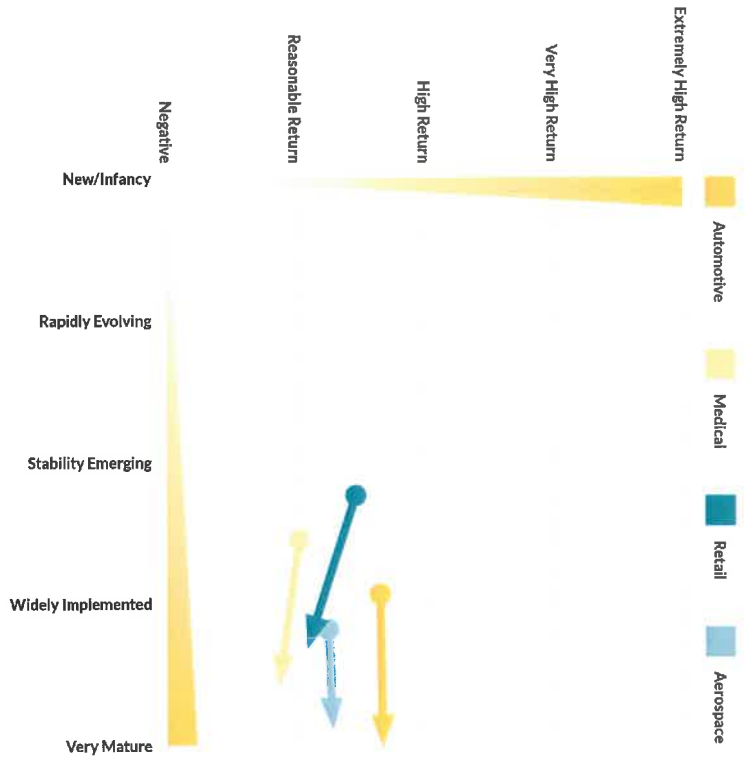 Negative
Reasonable Return
High Return
Very High Return
Extremely High Return
New/Infancy
Rapidly Evolving
Stability Emerging
Widely Implemented
Very Mature
Automotive
Medical
Retail
Aerospace